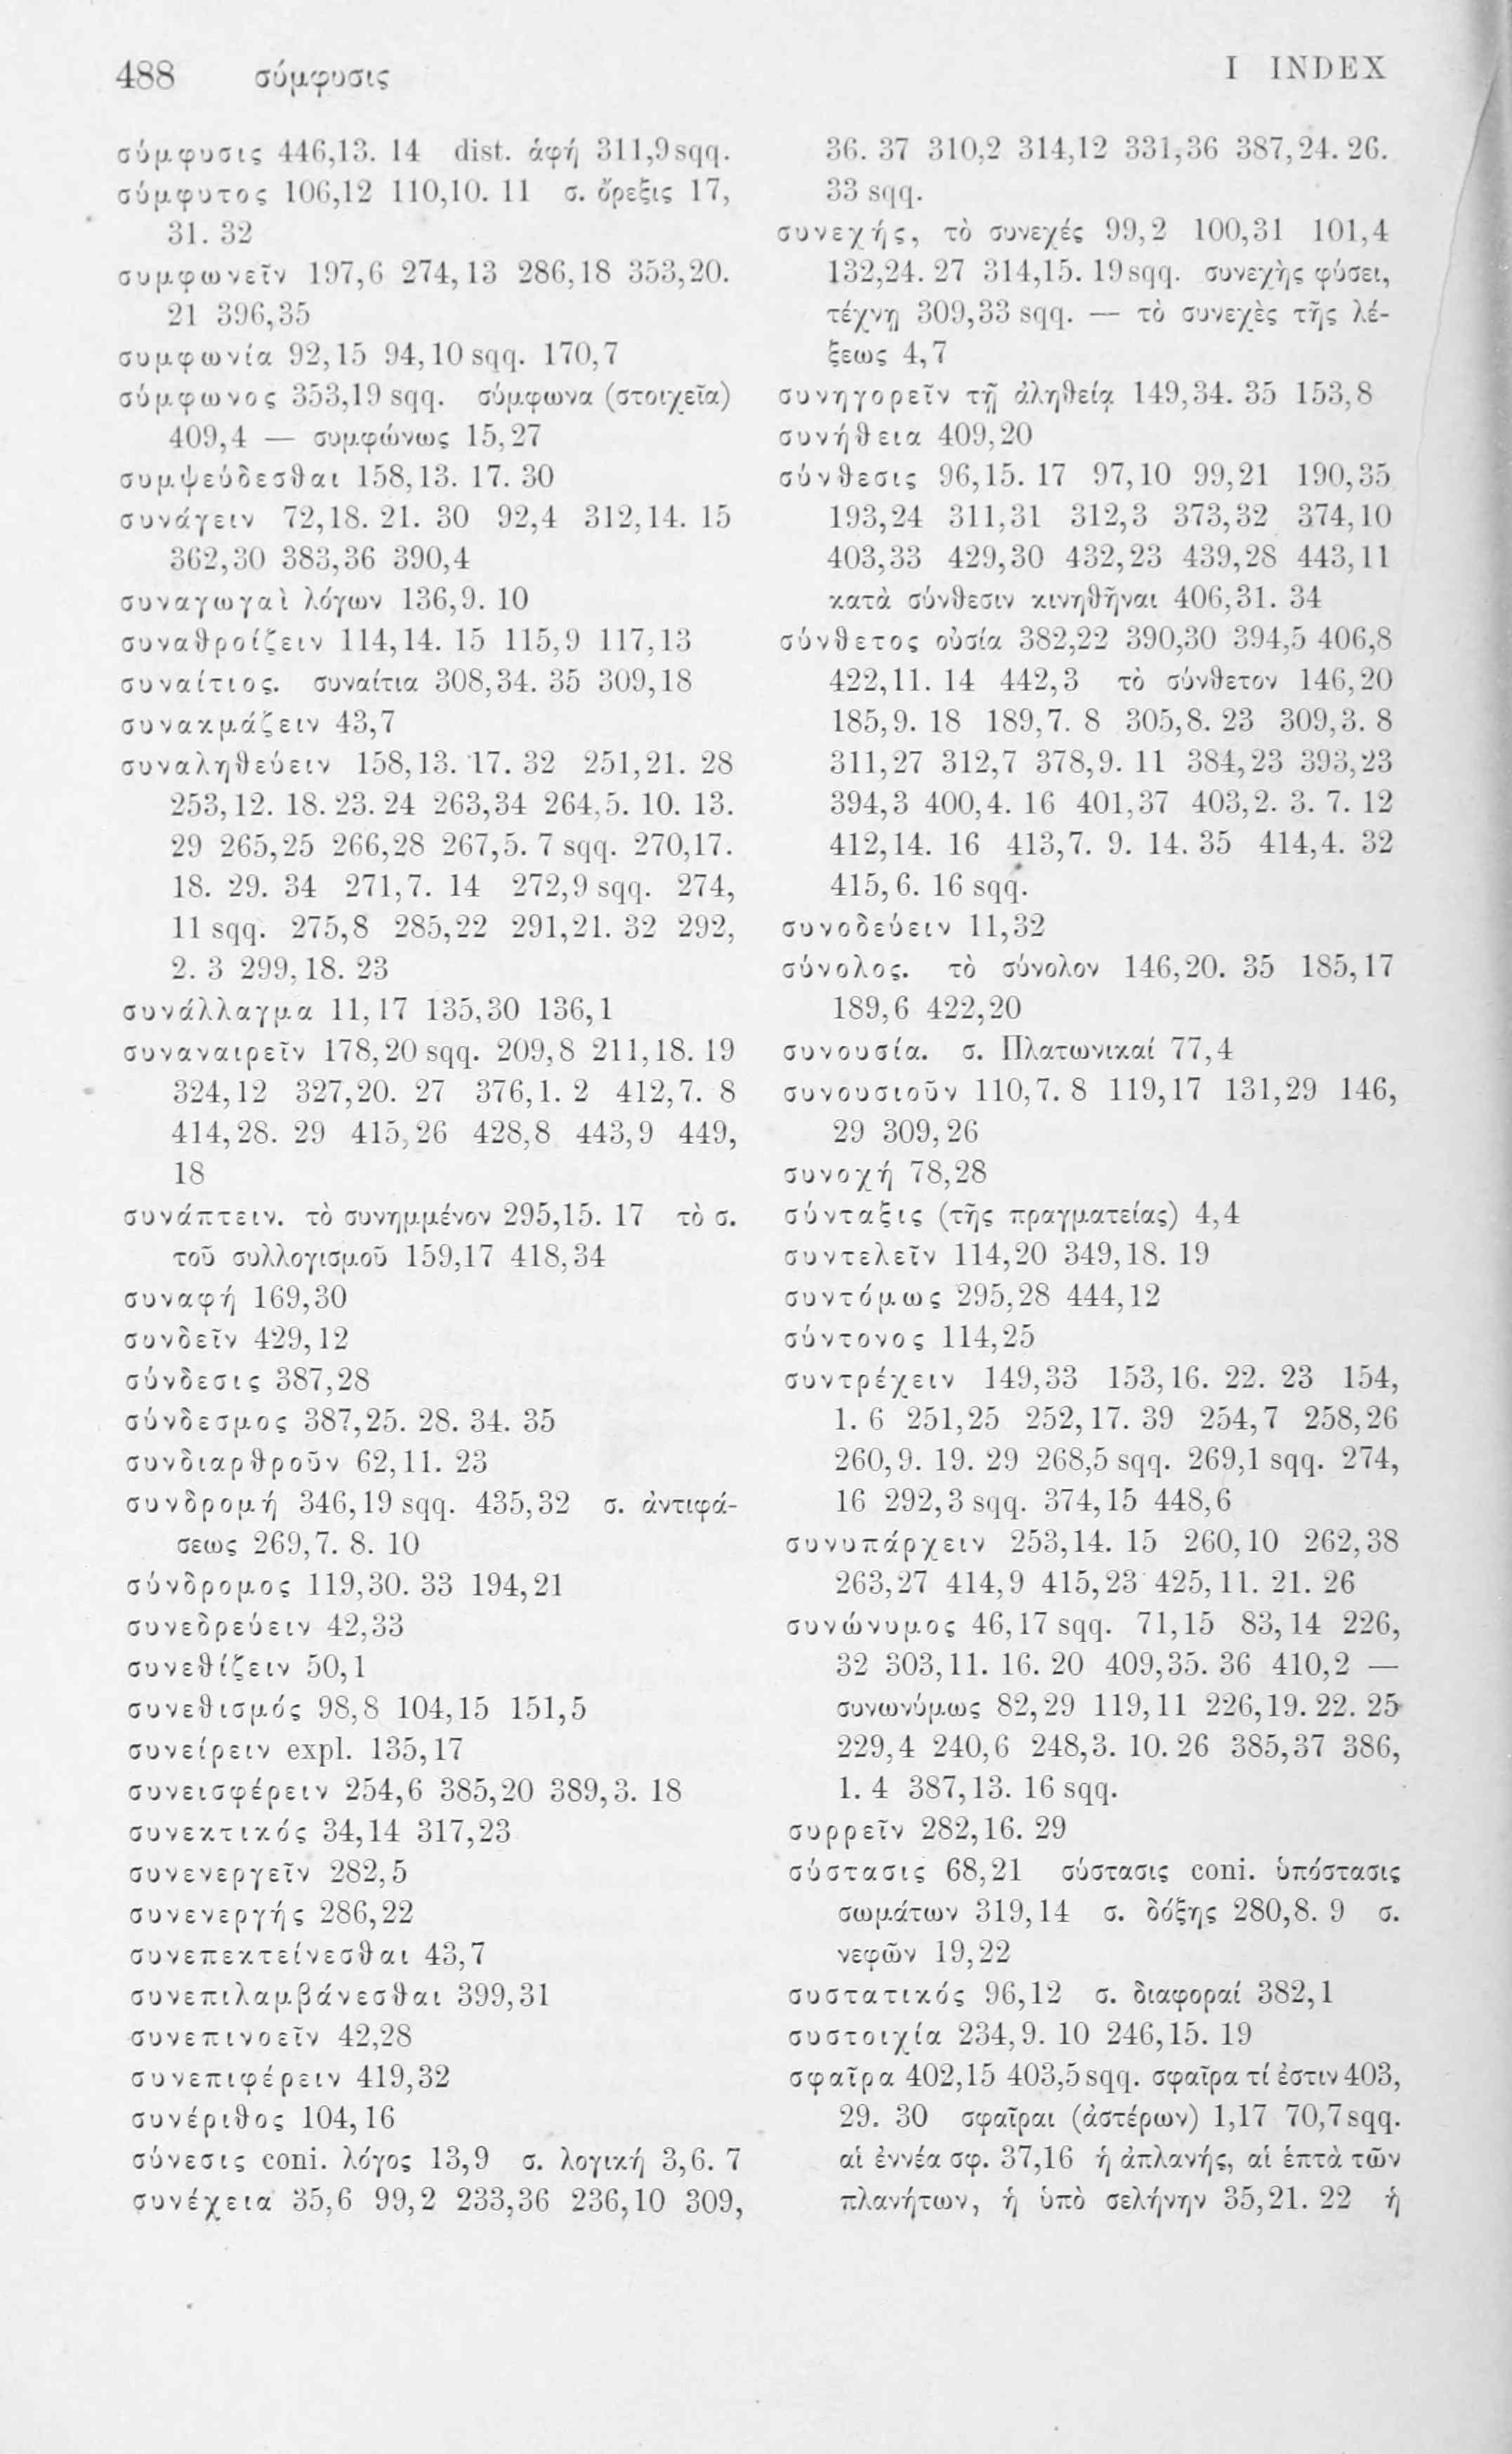 488 σύμφυσις I INDEX
σύμφυσις 446,13. 14 dist. ἁφή 311,9 sqq.
σύμφυτος 106,12 110,10. 11 σ. ὄρεξις 17,
31. 32
συμφωνεῖν 197,6 274,13 286,18 353,20.
21 396,35
συμφωνία 92,15 94,10 sqq. 170,7
σύμφωνος 353,19 sqq. σύμφωνα (στοιχεῖα)
409,4 — συμφώνως 15,27
συμψεύδεσθαι 158,13. 17. 30
συνάγειν 72,18. 21. 30 92,4 312,14. 15
362,30 383,36 390,4
συναγωγαὶ λόγων 136,9. 10
συναθροίζειν 114,14. 15 115,9 117,13
συναίτιος. συναίτια 308,34. 35 309,18
συνακμάζειν 43,7
συναληθεύειν 158,13. 17. 32 251,21. 28
253,12. 18. 23. 24 263,34 264,5. 10. 13.
29 265,25 266,28 267,5. 7 sqq. 270,17.
18. 29. 34 271,7. 14 272,9 sqq. 274,
11 sqq. 275,8 285,22 291,21. 32 292,
2. 3 299,18. 23
συνάλλαγμα 11,17 135,30 136,1
συναναιρεῖν 178,20 sqq. 209,8 211,18. 19
324,12 327,20. 27 376,1. 2 412,7. 8
414,28. 29 415,26 428,8 443,9 449,
18
συνάπτειν. τὸ συνημμένον 295,15. 17 τὸ σ.
τοῦ συλλογισμοῦ 159,17 418,34
συναφή 169,30
συνδεῖν 429,12
σύνδεσις 387,28
σύνδεσμος 387,25. 28. 34. 35
συνδιαρθροῦν 62,11. 23
συνδρομή 346,19 sqq. 435,32 σ. ἀντιφά-
σεως 269,7. 8. 10
σύνδρομος 119,30. 33 194,21
συνεδρεύειν 42,33
συνεθίζειν 50,1
συνεθισμός 98,8 104,15 151,5
συνείρειν expl. 135,17
συνεισφέρειν 254,6 385,20 389,3. 18
συνεκτικός 34,14 317,23
συνενεργεῖν 282,5
συνενεργής 286,22
συνεπεκτείνεσθαι 43,7
συνεπιλαμβάνεσθαι 399,31
συνεπινοεῖν 42,28
συνεπιφέρειν 419,32
συνέριθος 104,16
σύνεσις coni. λόγος 13,9 σ. λογική 3,6. 7
συνέχεια 35,6 99,2 233,36 236,10 309,
36. 37 310,2 314,12 331,36 387,24. 26.
33 sqq.
συνεχής, τὸ συνεχές 99,2 100,31 101,4
132,24. 27 314,15. 19 sqq. συνεχὴς φύσει,
τέχνῃ 309,33 sqq. — τὸ συνεχὲς τῆς λέ-
ξεως 4,7
συνηγορεῖν τῇ ἀληθείᾳ 149,34. 35 153,8
συνήθεια 409,20
σύνθεσις 96,15. 17 97,10 99,21 190,35
193,24 311,31 312,3 373,32 374,10
403,33 429,30 432,23 439,28 443,11
κατὰ σύνθεσιν κινηθῆναι 406,31. 34
σύνθετος οὐσία 382,22 390,30 394,5 406,8
422,11. 14 442,3 τὸ σύνθετον 146,20
185,9. 18 189,7. 8 305,8. 23 309,3. 8
311,27 312,7 378,9. 11 384,23 393,23
394,3 400,4. 16 401,37 403,2. 3. 7. 12
412,14. 16 413,7. 9. 14. 35 414,4. 32
415,6. 16 sqq.
συνοδεύειν 11,32
σύνολος. τὸ σύνολον 146,20. 35 185,17
189,6 422,20
συνουσία. σ. Πλατωνικαί 77,4
συνουσιοῦν 110,7. 8 119,17 131,29 146,
29 309,26
συνοχή 78,28
σύνταξις (τῆς πραγματείας) 4,4
συντελεῖν 114,20 349,18. 19
συντόμως 295,28 444,12
σύντονος 114,25
συντρέχειν 149,33 153,16. 22. 23 154,
1. 6 251,25 252,17. 39 254,7 258,26
260,9. 19. 29 268,5 sqq. 269,1 sqq. 274,
16 292,3 sqq. 374,15 448,6
συνυπάρχειν 253,14. 15 260,10 262,38
263,27 414,9 415,23 425,11. 21. 26
συνώνυμος 46,17 sqq. 71,15 83,14 226,
32 303,11. 16. 20 409,35. 36 410,2 —
συνωνύμως 82,29 119,11 226,19. 22. 25
229,4 240,6 248,3. 10. 26 385,37 386,
1. 4 387,13. 16 sqq.
συρρεῖν 282,16. 29
σύστασις 68,21 σύστασις coni. ὑπόστασις
σωμάτων 319,14 σ. δόξης 280,8. 9 σ.
νεφῶν 19,22
συστατικός 96,12 σ. διαφοραί 382,1
συστοιχία 234,9. 10 246,15. 19
σφαῖρα 402,15 403,5 sqq. σφαῖρα τί ἐστιν 403,
29. 30 σφαῖραι (ἀστέρων) 1,17 70,7 sqq.
αἱ ἐννέα σφ. 37,16 ἡ ἀπλανής, αἱ ἑπτὰ τῶν
πλανήτων, ἡ ὑπὸ σελήνην 35,21. 22 ἡ